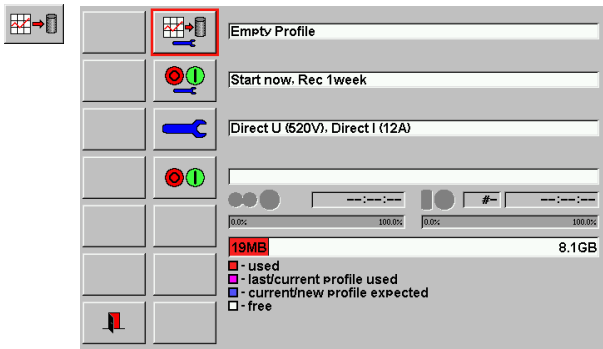 Empty Profile
Start now, Rec 1week
Direct U (520V), Direct I (12A)
--:--:-- #- --:--:--
0.0% 100.0% 0.0% 100.0%
19MB 8.1GB
- used
- last/current profile used
- current/new profile expected
- free